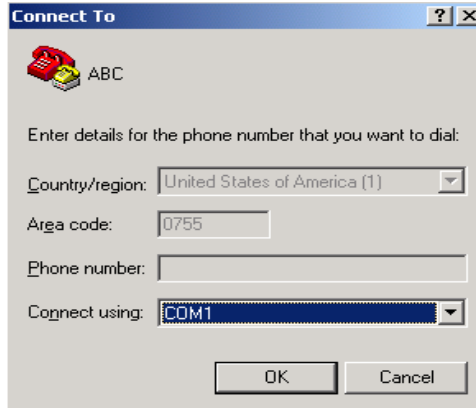 Connect To
ABC
Enter details for the phone number that you want to dial:
Country/region: United States of America (1)
Area code: 0755
Phone number:
Connect using: COM1
OK Cancel